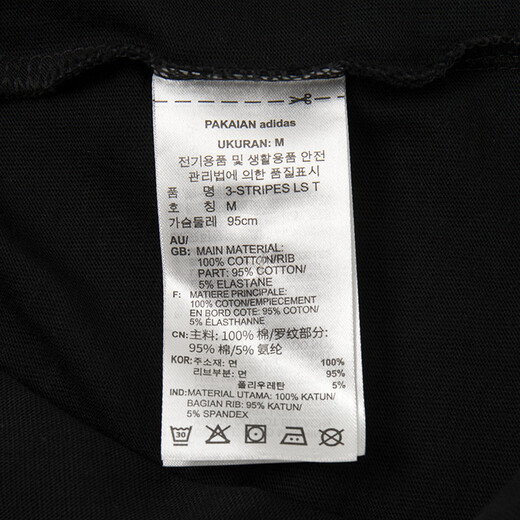 PAKAIAN adidas
UKURAN: M
전기용품 및 생활용품 안전
관리법에 의한 품질표시
품 명 3-STRIPES LS T
호 칭 M
가슴둘레 95cm
AU/
GB: MAIN MATERIAL:
100% COTTON/RIB
PART: 95% COTTON/
5% ELASTANE
F: MATIERE PRINCIPALE:
100% COTON/EMPIECEMENT
EN BORD COTE: 95% COTON/
5% ÉLASTHANNE
CN: 主料: 100% 棉/罗纹部分:
95% 棉/5% 氨纶
KOR: 주소재: 면 100%
리브부분: 면 95%
폴리우레탄 5%
IND: MATERIAL UTAMA: 100% KATUN/
BAGIAN RIB: 95% KATUN/
5% SPANDEX
30